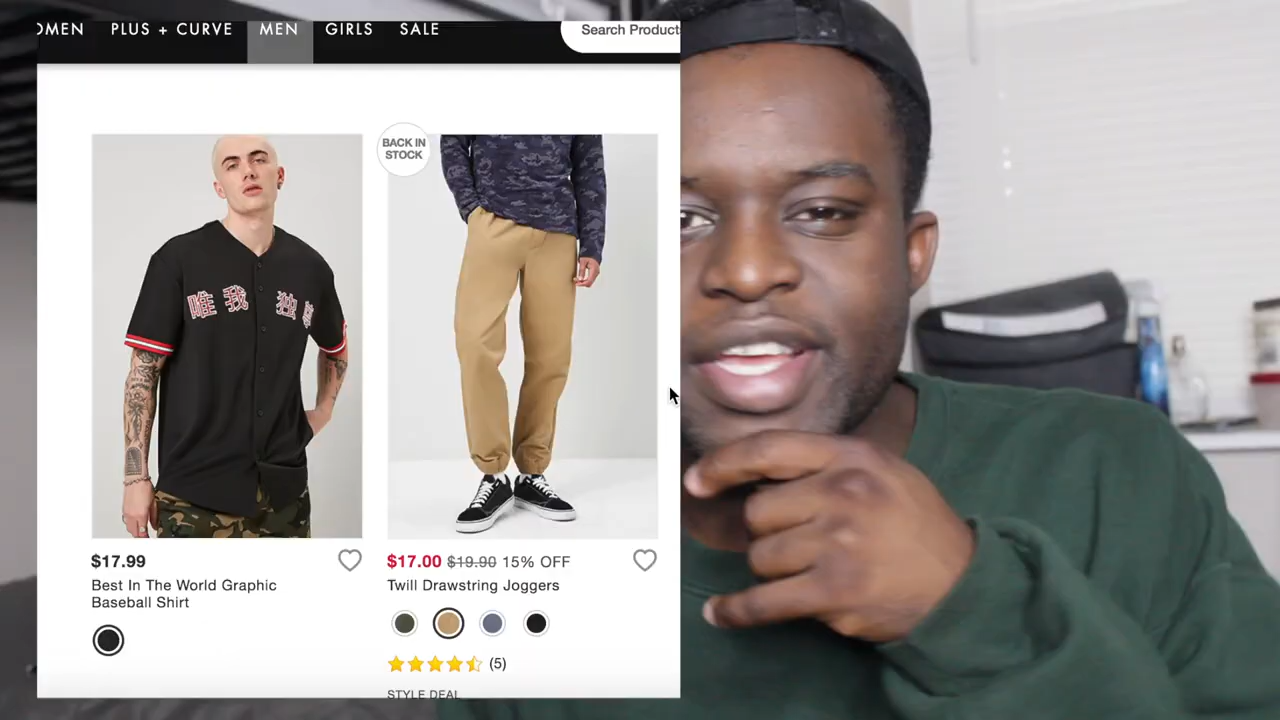 OMEN PLUS + CURVE MEN GIRLS SALE
Search Product
BACK IN
STOCK
唯我 独
$17.99
Best In The World Graphic
Baseball Shirt
$17.00 $19.90 15% OFF
Twill Drawstring Joggers
(5)
STYLE DEAL